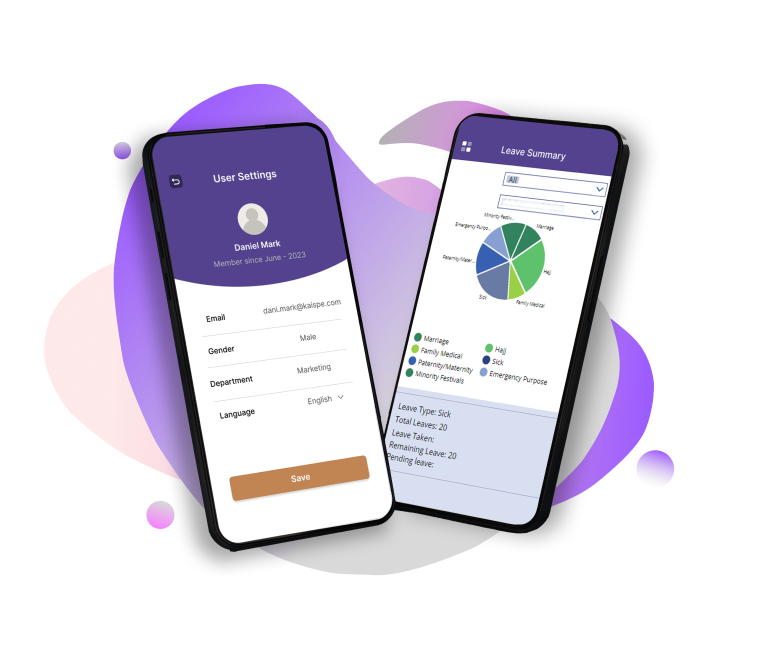 User Settings
Daniel Mark
Member since June - 2023
Email dani.mark@kaispe.com
Gender Male
Department Marketing
Language English
Save
Leave Summary
All
Minority Festiv...
Marriage
Emergency Purpo...
Paternity/Mater...
Hajj
Sick
Family Medical
Marriage
Hajj
Family Medical
Sick
Paternity/Maternity
Emergency Purpose
Minority Festivals
Leave Type: Sick
Total Leaves: 20
Leave Taken:
Remaining Leave: 20
Pending leave: